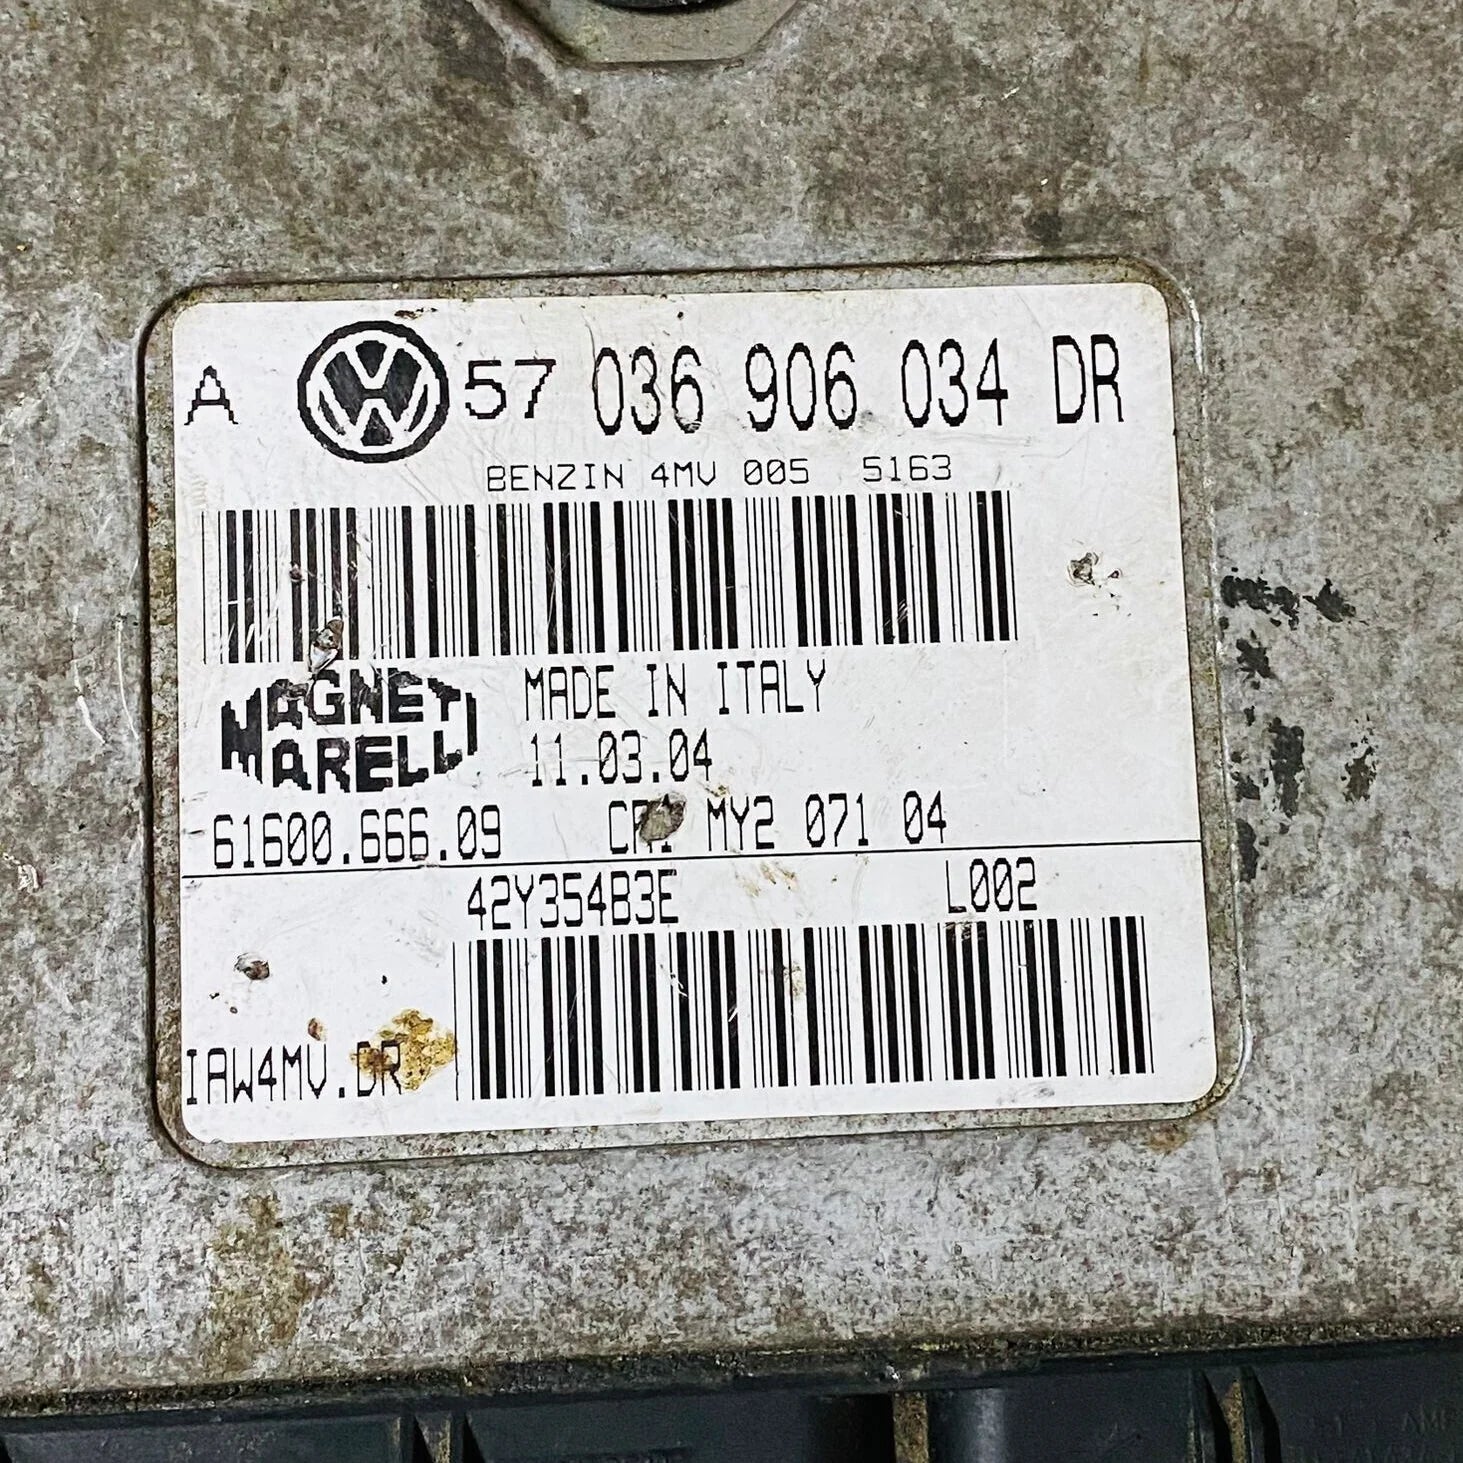 A VW 57 036 906 034 DR
BENZIN 4MV 005 5163
MAGNETI
MARELLI
MADE IN ITALY
11.03.04
61600.666.09 MY2 071 04
42Y354B3E L002
IAW4MV.DR